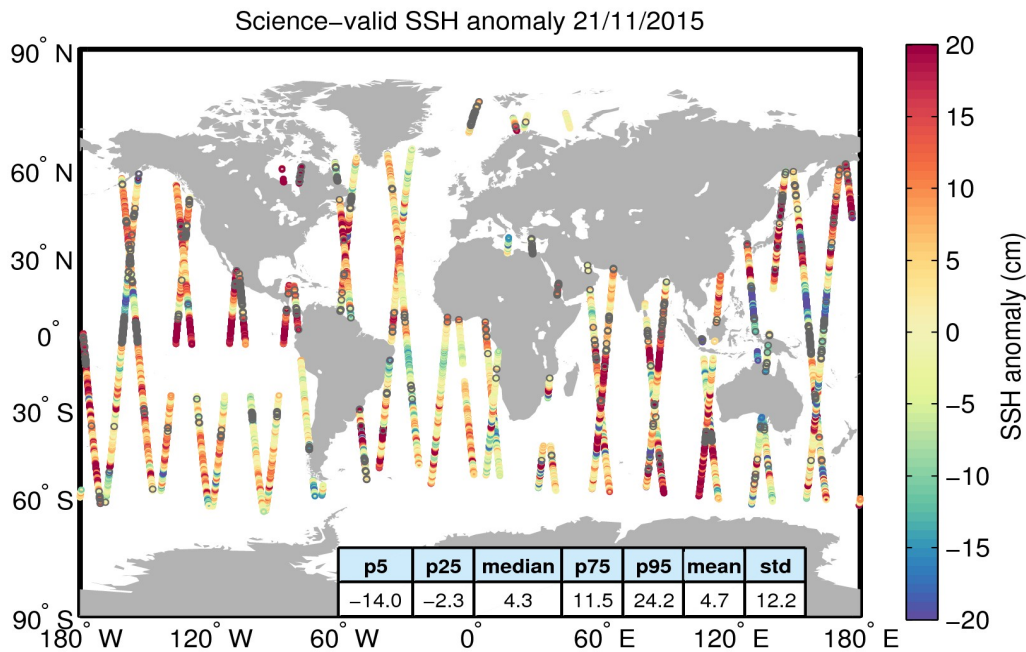 Science−valid SSH anomaly 21/11/2015
90° N
60° N
30° N
0°
30° S
60° S
90° S
180° W
120° W
60° W
0°
60° E
120° E
180° E
p5 p25 median p75 p95 mean std
−14.0 −2.3 4.3 11.5 24.2 4.7 12.2
20
15
10
5
0
−5
−10
−15
−20
SSH anomaly (cm)